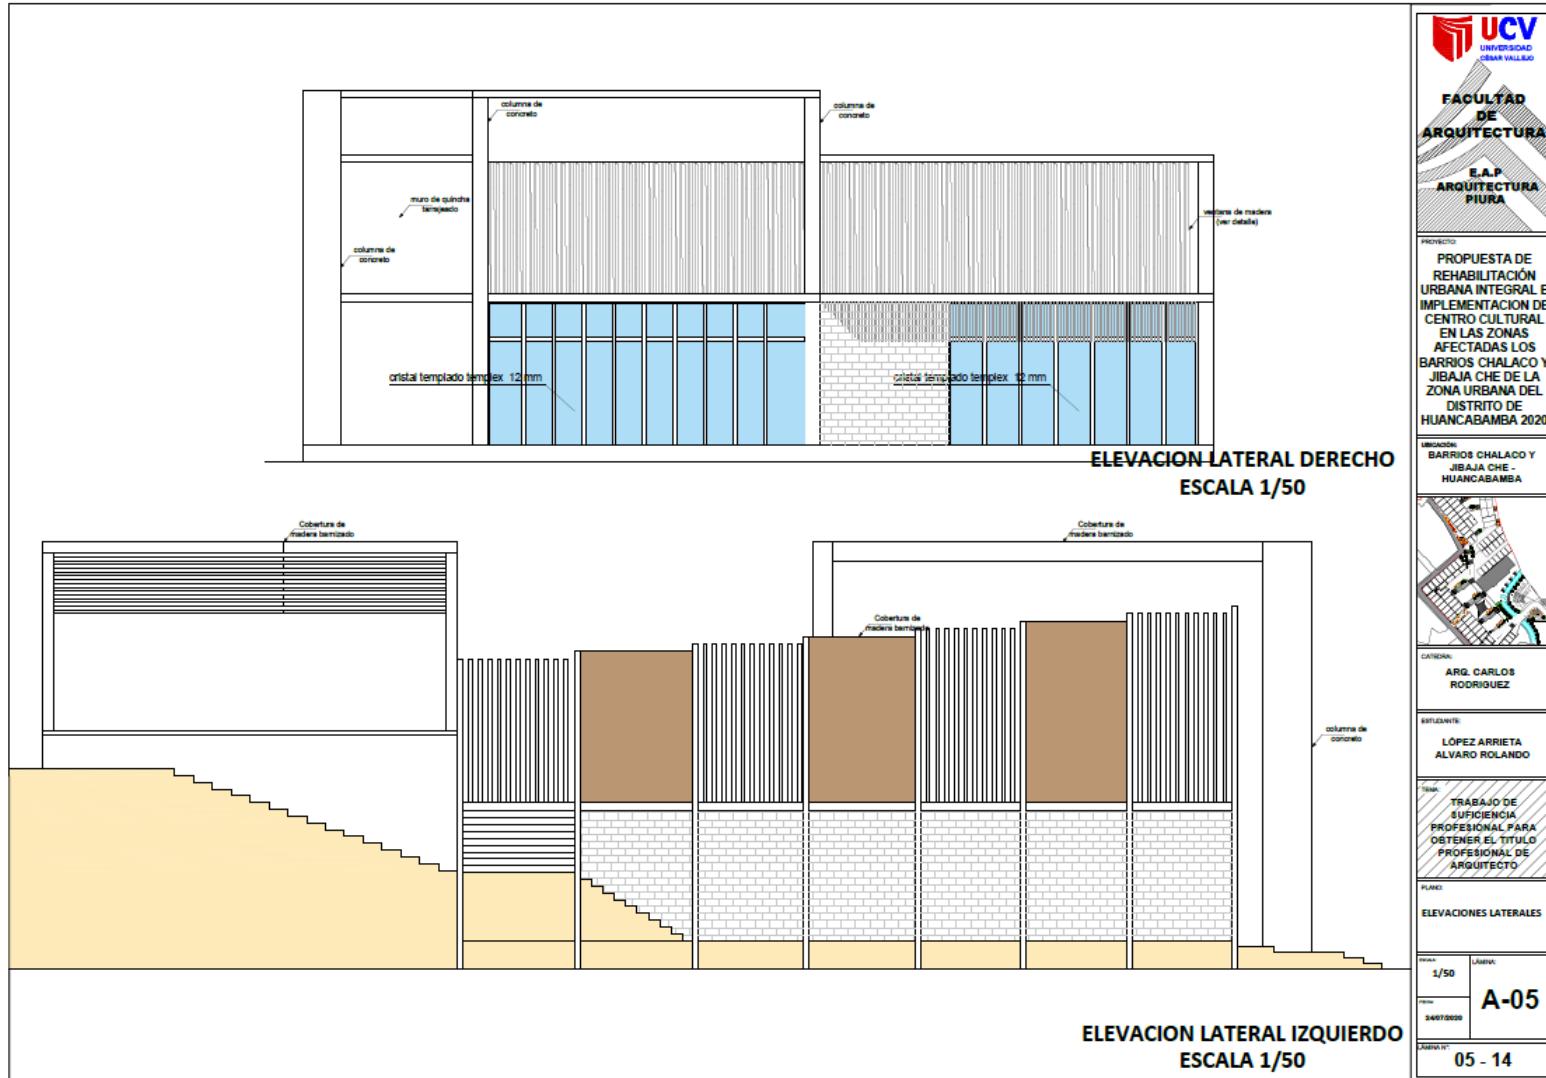 columna de
concreto
columna de
concreto
muro de quincha
tarrajeado
columna de
concreto
ventana de madera
(ver detalle)
cristal templado templex 12 mm
cristal templado templex 12 mm
ELEVACION LATERAL DERECHO
ESCALA 1/50
Cobertura de
madera barnizado
Cobertura de
madera barnizado
Cobertura de
madera barnizado
columna de
concreto
ELEVACION LATERAL IZQUIERDO
ESCALA 1/50
UCV
UNIVERSIDAD
CÉSAR VALLEJO
FACULTAD
DE
ARQUITECTURA
E.A.P
ARQUITECTURA
PIURA
PROYECTO:
PROPUESTA DE
REHABILITACIÓN
URBANA INTEGRAL E
IMPLEMENTACION DE
CENTRO CULTURAL
EN LAS ZONAS
AFECTADAS LOS
BARRIOS CHALACO Y
JIBAJA CHE DE LA
ZONA URBANA DEL
DISTRITO DE
HUANCABAMBA 2020
UBICACIÓN:
BARRIOS CHALACO Y
JIBAJA CHE -
HUANCABAMBA
CATEDRA:
ARQ. CARLOS
RODRIGUEZ
ESTUDIANTE:
LÓPEZ ARRIETA
ALVARO ROLANDO
TEMA:
TRABAJO DE
SUFICIENCIA
PROFESIONAL PARA
OBTENER EL TITULO
PROFESIONAL DE
ARQUITECTO
PLANO:
ELEVACIONES LATERALES
ESCALA:
1/50
LÁMINA:
A-05
FECHA:
24/07/2020
LÁMINA N°:
05 - 14